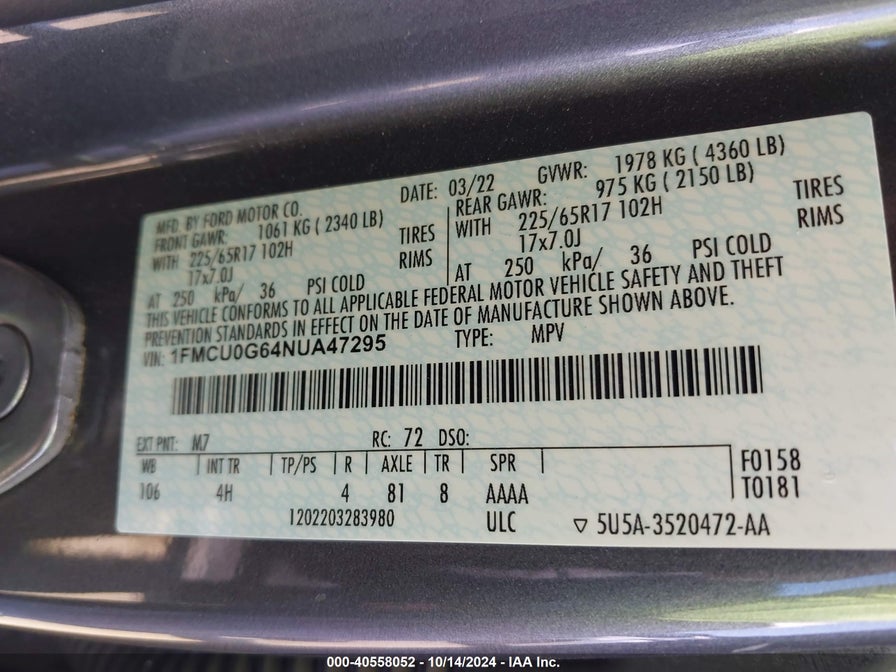 MFD. BY FORD MOTOR CO.
DATE: 03/22 GVWR: 1978 KG ( 4360 LB)
FRONT GAWR: 1061 KG ( 2340 LB)
WITH 225/65R17 102H TIRES
17x7.0J RIMS
AT 250 kPa/ 36 PSI COLD
REAR GAWR: 975 KG ( 2150 LB)
WITH 225/65R17 102H TIRES
17x7.0J RIMS
AT 250 kPa/ 36 PSI COLD
THIS VEHICLE CONFORMS TO ALL APPLICABLE FEDERAL MOTOR VEHICLE SAFETY AND THEFT
PREVENTION STANDARDS IN EFFECT ON THE DATE OF MANUFACTURE SHOWN ABOVE.
VIN: 1FMCU0G64NUA47295 TYPE: MPV
EXT PNT: M7 RC: 72 DSO:
WB INT TR TP/PS R AXLE TR SPR F0158
106 4H 4 81 8 AAAA T0181
1202203283980 ULC ▽ 5U5A-3520472-AA
000-40558052 - 10/14/2024 - IAA Inc.